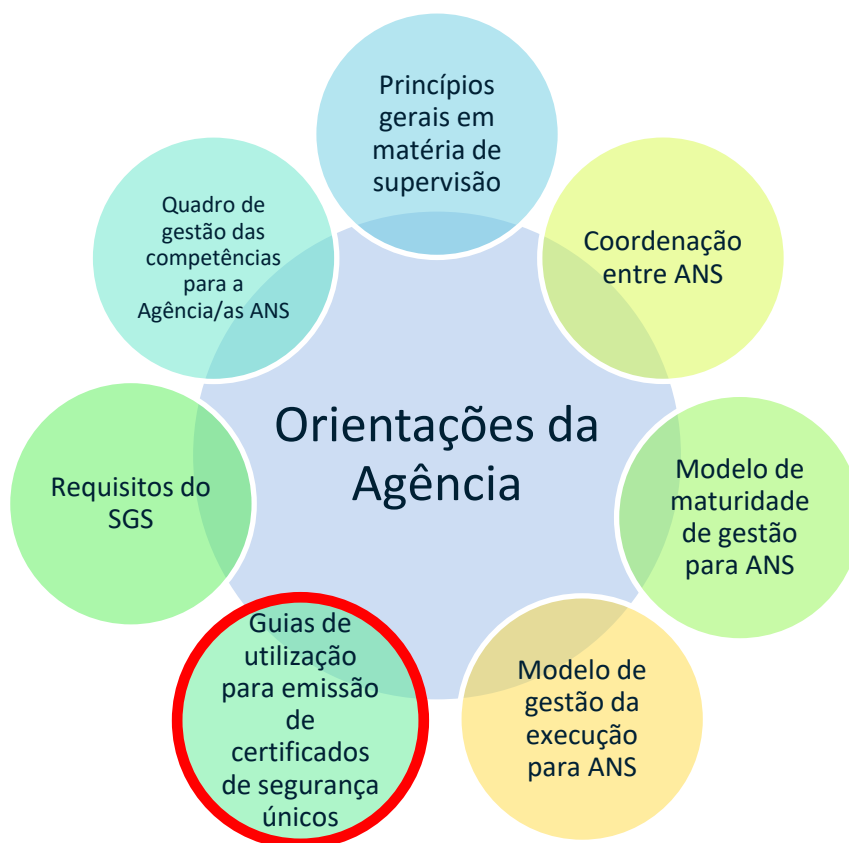 Princípios
gerais em
matéria de
supervisão
Quadro de
gestão das
competências
para a
Agência/as ANS
Coordenação
entre ANS
Orientações da
Agência
Requisitos do
SGS
Modelo de
maturidade
de gestão
para ANS
Guias de
utilização
para emissão
de
certificados
de segurança
únicos
Modelo de
gestão da
execução
para ANS